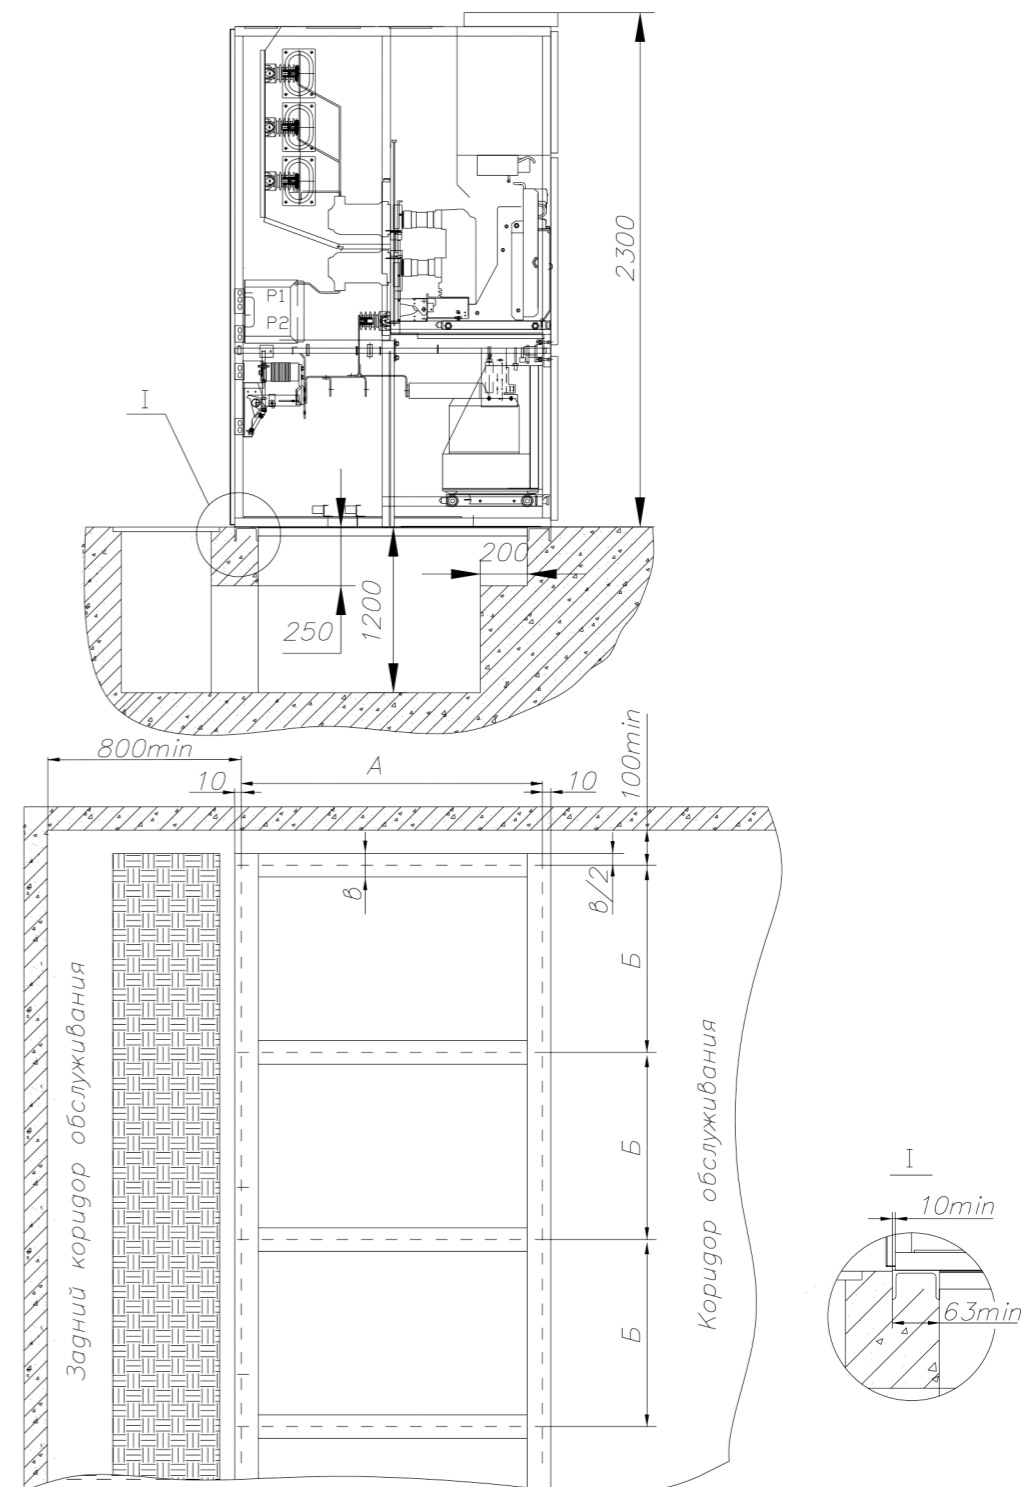 2300
P1
P2
I
200
250
1200
800min
A
10
10
100min
в
в/2
Б
Б
Б
Задний коридор обслуживания
Коридор обслуживания
I
10min
63min